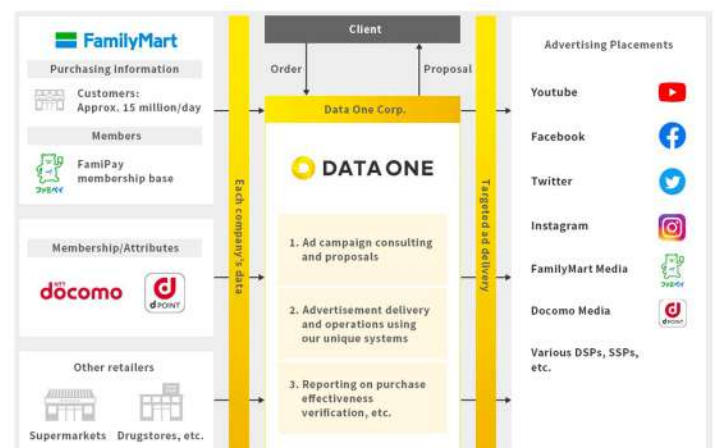 FamilyMart
Purchasing information
Customers:
Approx. 15 million/day
Members
ファミペイ
FamiPay
membership base
Membership/Attributes
NTT
döcomo
d
d POINT
Other retailers
Supermarkets
Drugstores, etc.
Each company's data
Client
Order
Proposal
Data One Corp.
DATA ONE
1. Ad campaign consulting
and proposals
2. Advertisement delivery
and operations using
our unique systems
3. Reporting on purchase
effectiveness
verification, etc.
Targeted ad delivery
Advertising Placements
Youtube
Facebook
Twitter
Instagram
FamilyMart Media
ファミペイ
Docomo Media
d
d POINT
Various DSPs, SSPs,
etc.